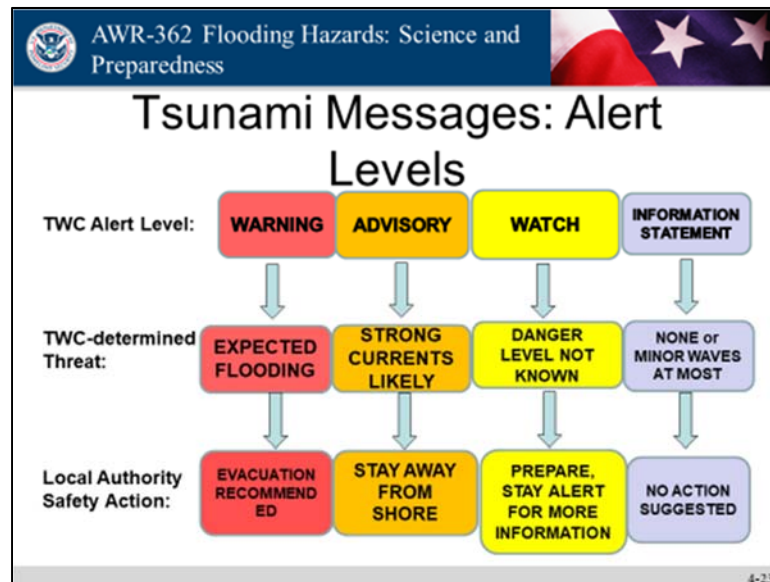 AWR-362 Flooding Hazards: Science and
Preparedness
Tsunami Messages: Alert
Levels
TWC Alert Level:
WARNING
ADVISORY
WATCH
INFORMATION
STATEMENT
TWC-determined
Threat:
EXPECTED
FLOODING
STRONG
CURRENTS
LIKELY
DANGER
LEVEL NOT
KNOWN
NONE or
MINOR WAVES
AT MOST
Local Authority
Safety Action:
EVACUATION
RECOMMEND
ED
STAY AWAY
FROM
SHORE
PREPARE,
STAY ALERT
FOR MORE
INFORMATION
NO ACTION
SUGGESTED